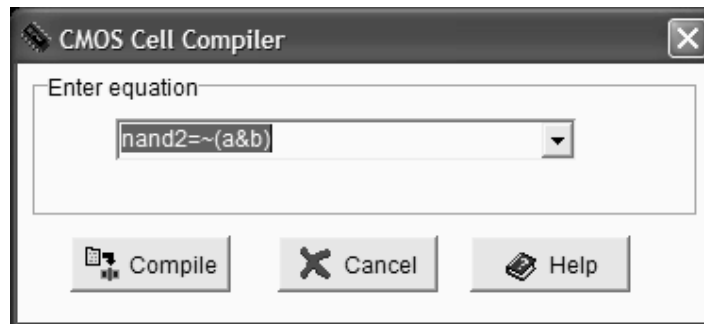 CMOS Cell Compiler
Enter equation
nand2=~(a&b)
Compile Cancel Help